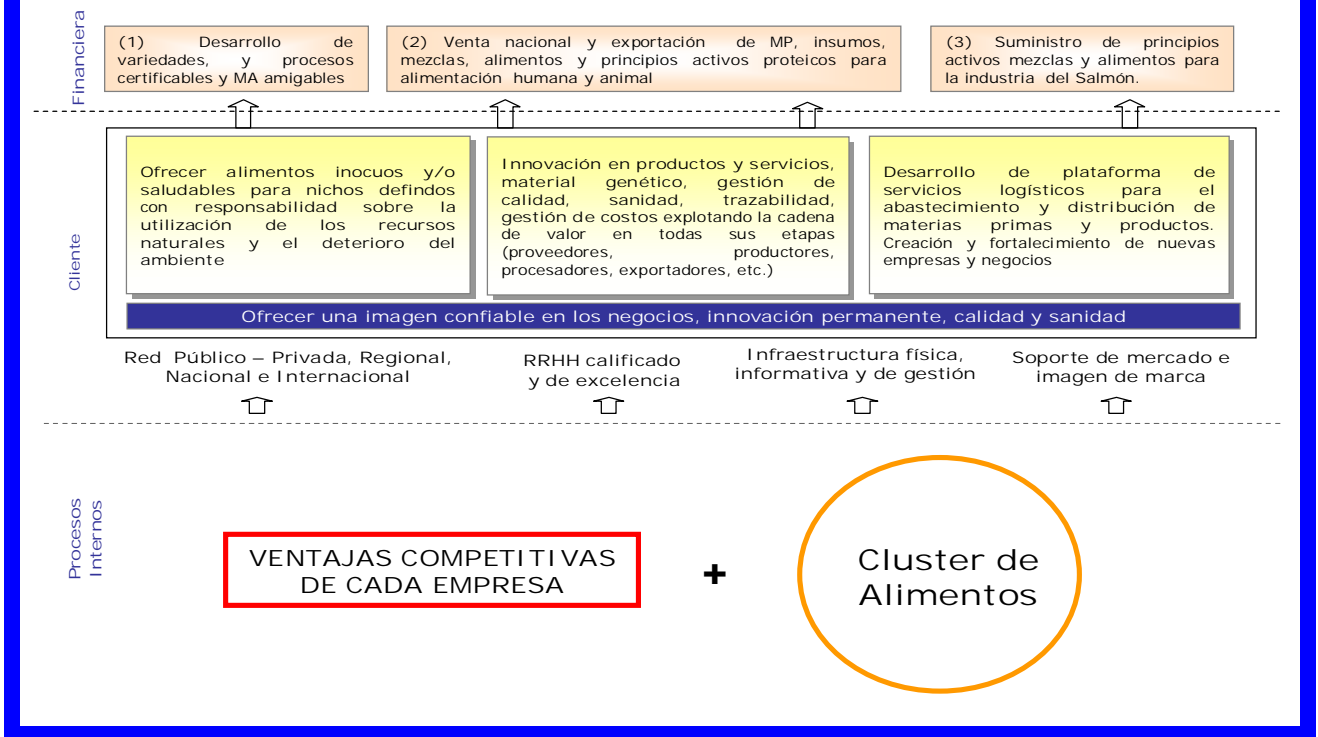 Financiera
(1) Desarrollo de
variedades, y procesos
certificables y MA amigables
(2) Venta nacional y exportación de MP, insumos,
mezclas, alimentos y principios activos proteicos para
alimentación humana y animal
(3) Suministro de principios
activos mezclas y alimentos para
la industria del Salmón.
Cliente
Ofrecer alimentos inocuos y/o
saludables para nichos defindos
con responsabilidad sobre la
utilización de los recursos
naturales y el deterioro del
ambiente
Innovación en productos y servicios,
material genético, gestión de
calidad, sanidad, trazabilidad,
gestión de costos explotando la cadena
de valor en todas sus etapas
(proveedores, productores,
procesadores, exportadores, etc.)
Desarrollo de plataforma de
servicios logísticos para el
abastecimiento y distribución de
materias primas y productos.
Creación y fortalecimiento de nuevas
empresas y negocios
Ofrecer una imagen confiable en los negocios, innovación permanente, calidad y sanidad
Red Público – Privada, Regional,
Nacional e Internacional
RRHH calificado
y de excelencia
Infraestructura física,
informativa y de gestión
Soporte de mercado e
imagen de marca
Procesos
Internos
VENTAJAS COMPETITIVAS
DE CADA EMPRESA
+
Cluster de
Alimentos